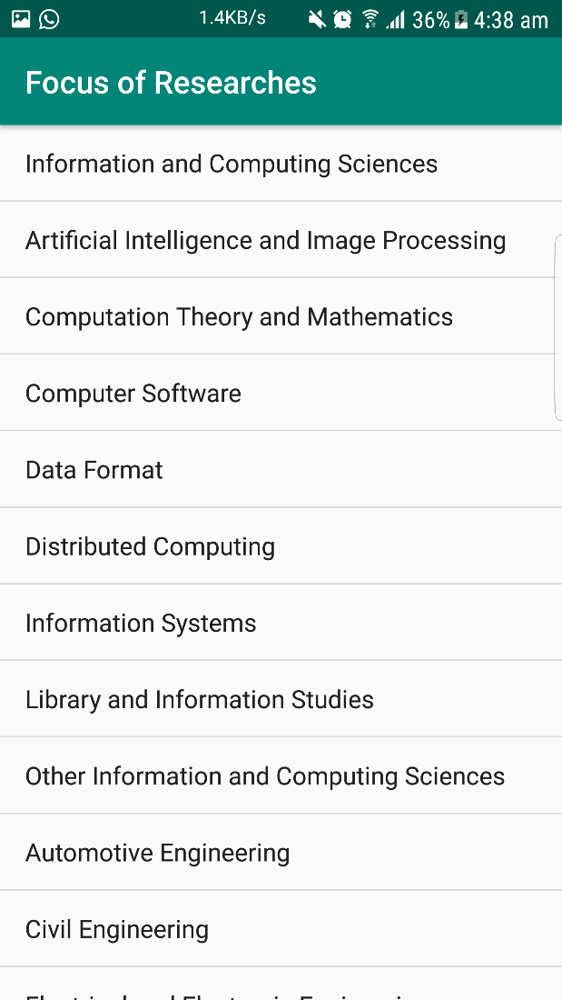 1.4KB/s 36% 4:38 am
Focus of Researches
Information and Computing Sciences
Artificial Intelligence and Image Processing
Computation Theory and Mathematics
Computer Software
Data Format
Distributed Computing
Information Systems
Library and Information Studies
Other Information and Computing Sciences
Automotive Engineering
Civil Engineering